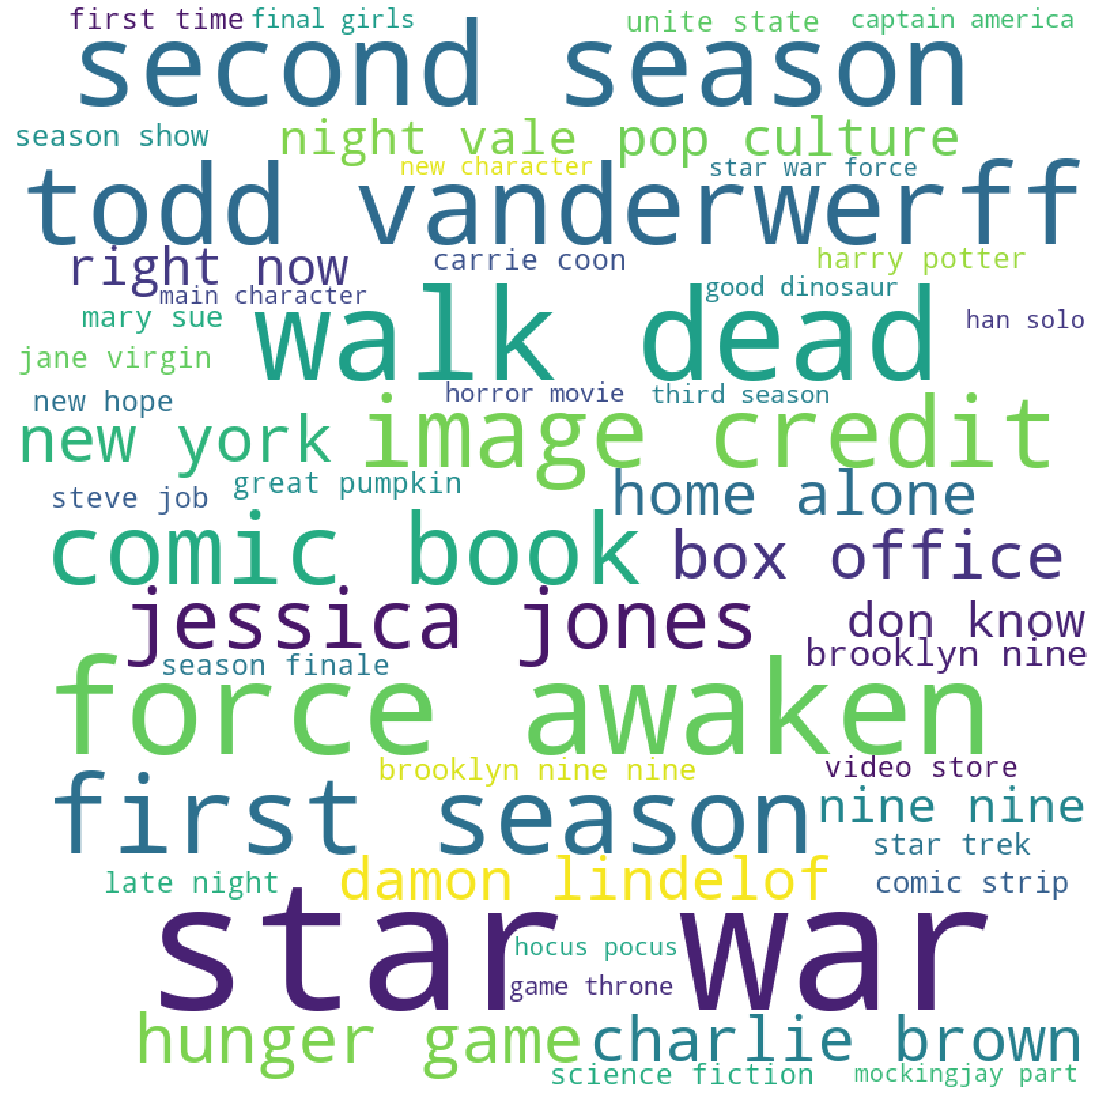 first time
final girls
unite state
captain america
second season
season show
night vale
pop culture
new character
star war force
todd vanderwerff
right now
carrie coon
harry potter
main character
good dinosaur
mary sue
walk dead
han solo
jane virgin
horror movie
third season
new hope
new york
image credit
steve job
great pumpkin
home alone
comic book
box office
jessica jones
don know
brooklyn nine
season finale
force awaken
brooklyn nine nine
video store
first season
nine nine
star trek
late night
damon lindelof
comic strip
star war
hocus pocus
game throne
hunger game
charlie brown
science fiction
mockingjay part